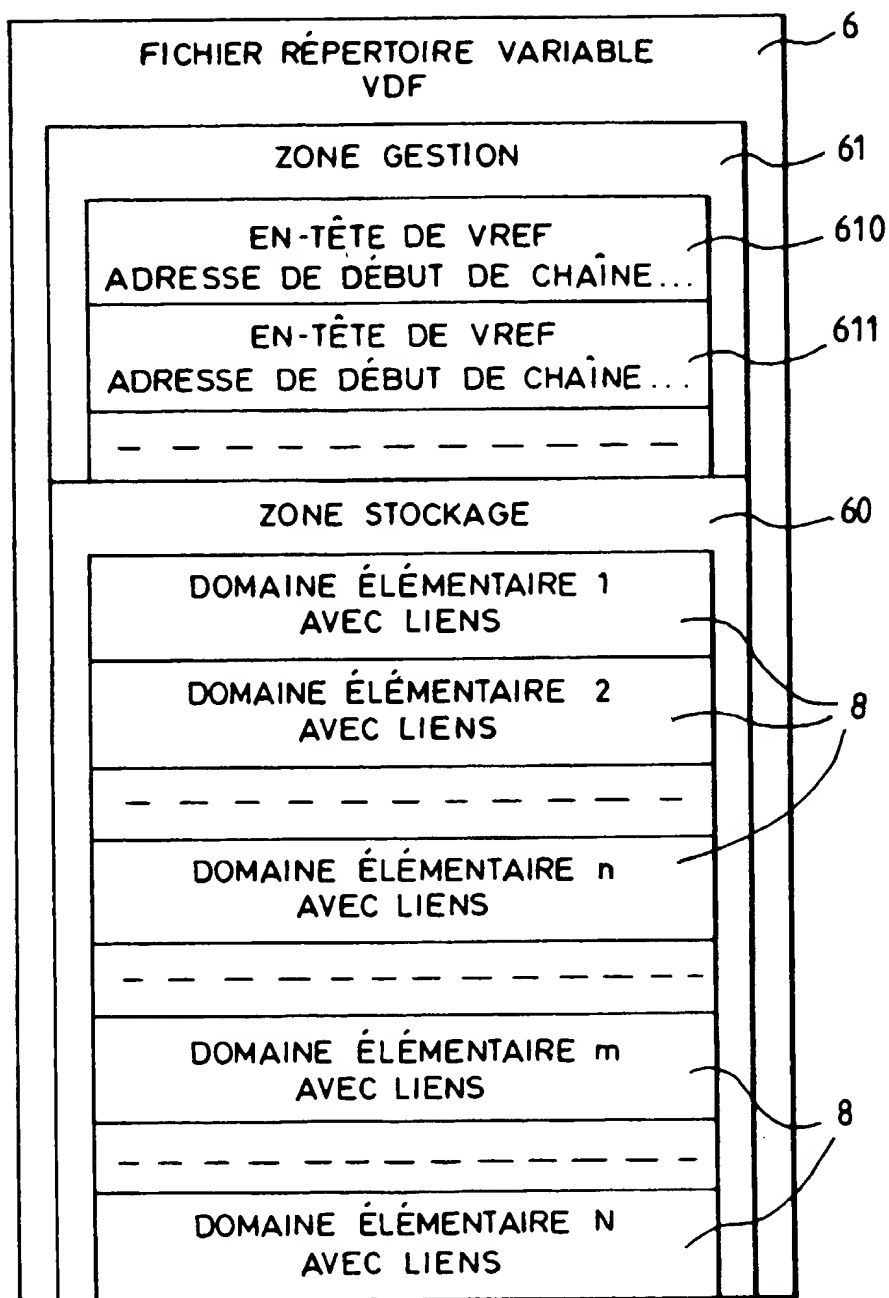 FICHIER RÉPERTOIRE VARIABLE
VDF
6
ZONE GESTION
61
EN-TÊTE DE VREF
ADRESSE DE DÉBUT DE CHAÎNE...
610
EN-TÊTE DE VREF
ADRESSE DE DÉBUT DE CHAÎNE...
611
ZONE STOCKAGE
60
DOMAINE ÉLÉMENTAIRE 1
AVEC LIENS
DOMAINE ÉLÉMENTAIRE 2
AVEC LIENS
8
DOMAINE ÉLÉMENTAIRE n
AVEC LIENS
DOMAINE ÉLÉMENTAIRE m
AVEC LIENS
8
DOMAINE ÉLÉMENTAIRE N
AVEC LIENS